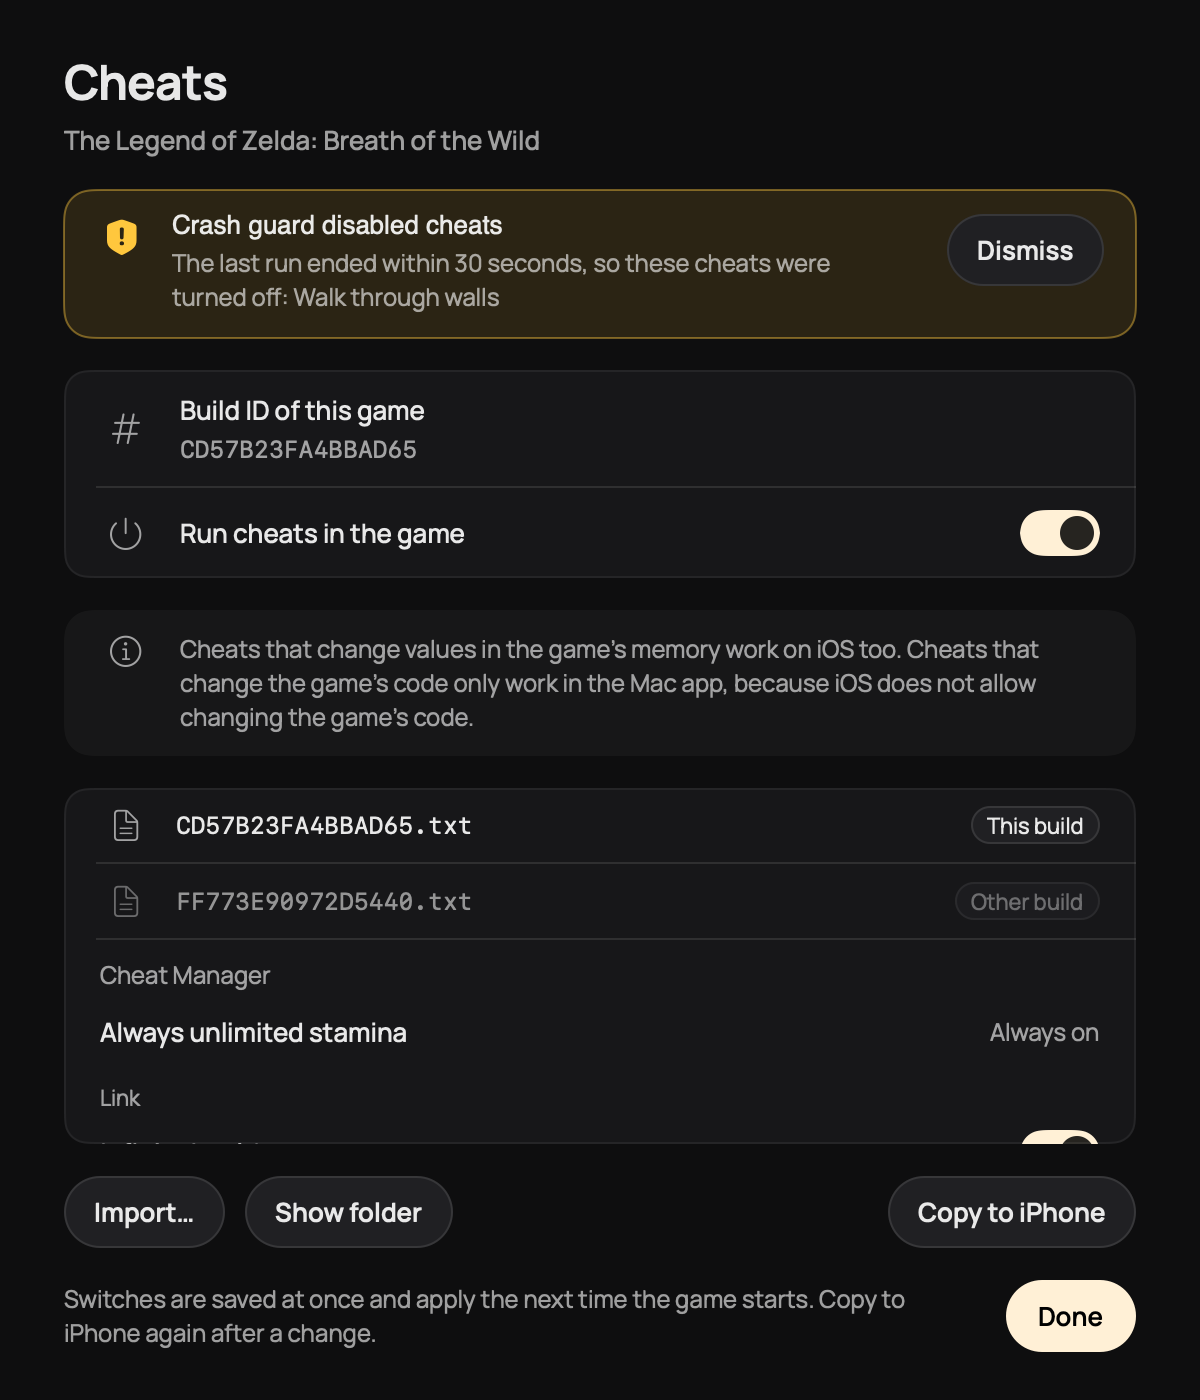 Cheats
The Legend of Zelda: Breath of the Wild
Crash guard disabled cheats
The last run ended within 30 seconds, so these cheats were
turned off: Walk through walls
Dismiss
Build ID of this game
CD57B23FA4BBAD65
Run cheats in the game
Cheats that change values in the game’s memory work on iOS too. Cheats that
change the game’s code only work in the Mac app, because iOS does not allow
changing the game’s code.
CD57B23FA4BBAD65.txt
This build
FF773E90972D5440.txt
Other build
Cheat Manager
Always unlimited stamina
Always on
Link
Import…
Show folder
Copy to iPhone
Switches are saved at once and apply the next time the game starts. Copy to
iPhone again after a change.
Done